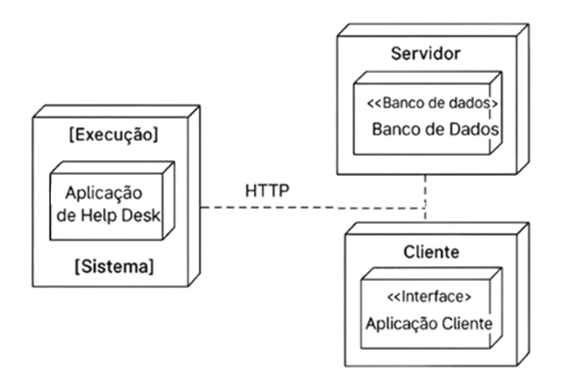 [Execução]
Aplicação
de Help Desk
[Sistema]
HTTP
Servidor
<<Banco de dados>
Banco de Dados
Cliente
<<Interface>
Aplicação Cliente